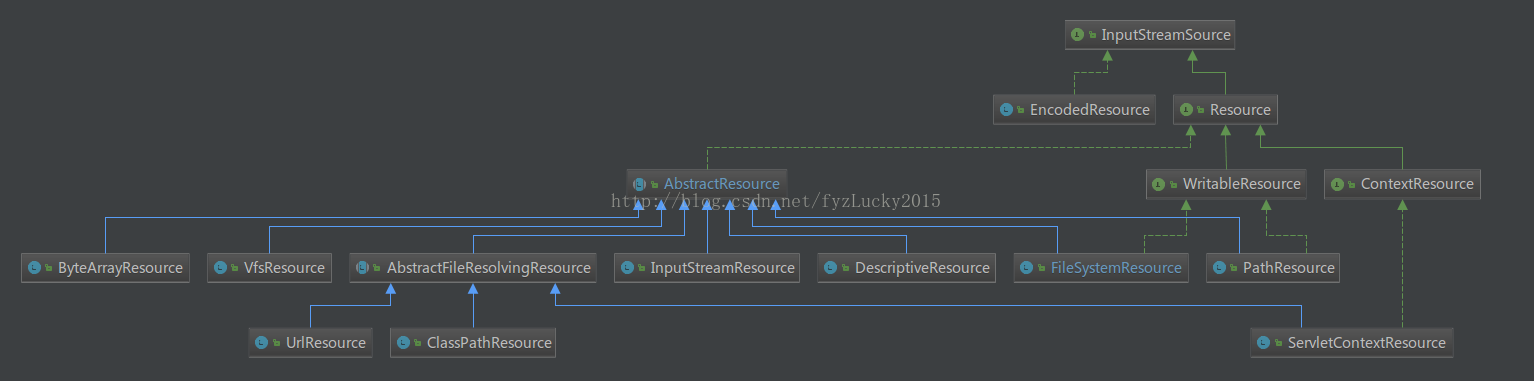 InputStreamSource
EncodedResource Resource
AbstractResource WritableResource ContextResource
http://blog.csdn.net/fyzLucky2015
ByteArrayResource VfsResource AbstractFileResolvingResource InputStreamResource DescriptiveResource FileSystemResource PathResource
UrlResource ClassPathResource ServletContextResource